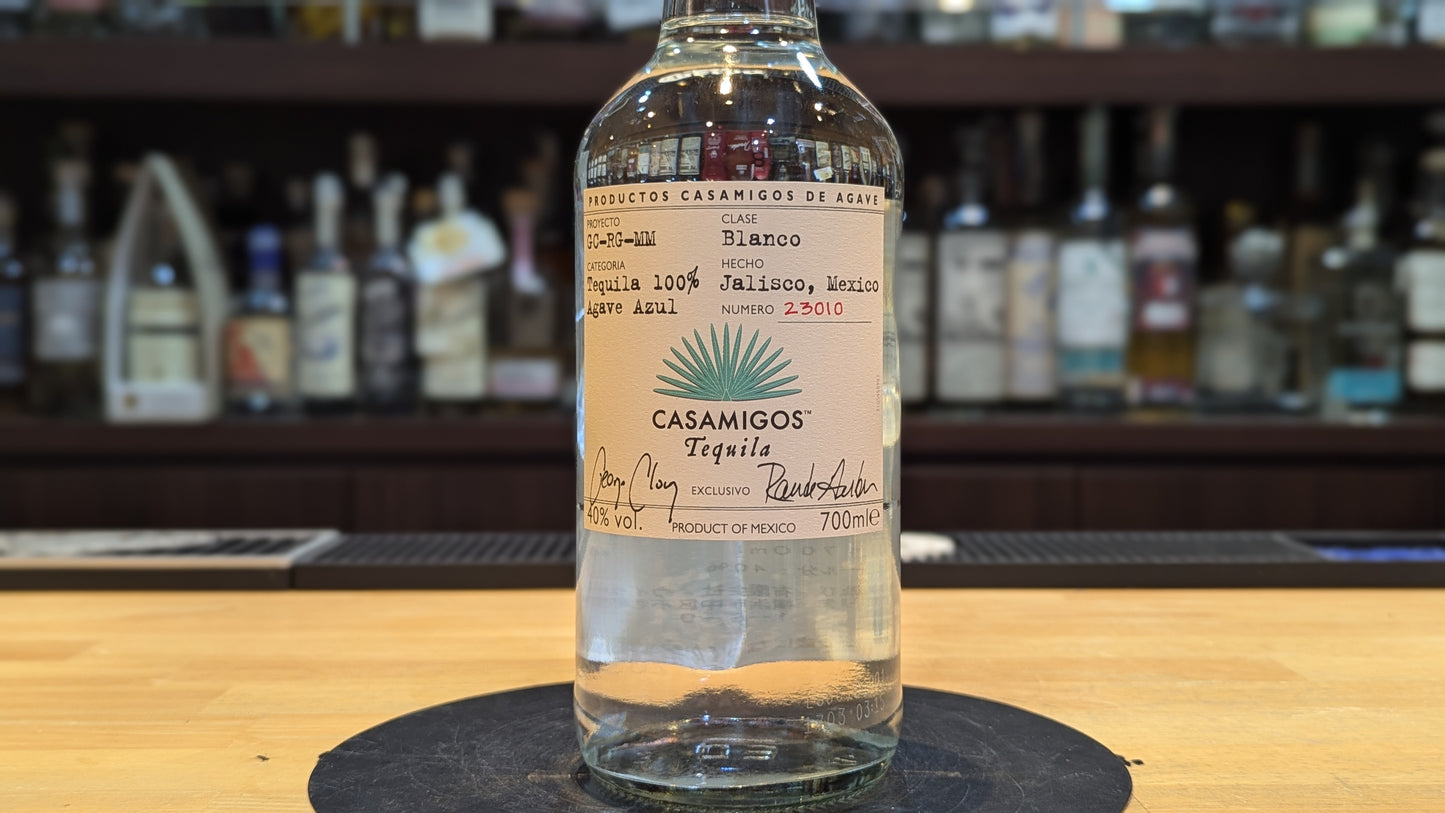 PRODUCTOS CASAMIGOS DE AGAVE
PROYECTO
GC-RG-MM
CLASE
Blanco
CATEGORIA
Tequila 100%
Agave Azul
HECHO
Jalisco, Mexico
NUMERO 23010
CASAMIGOS™
Tequila
EXCLUSIVO
40% vol.
PRODUCT OF MEXICO
700ml e